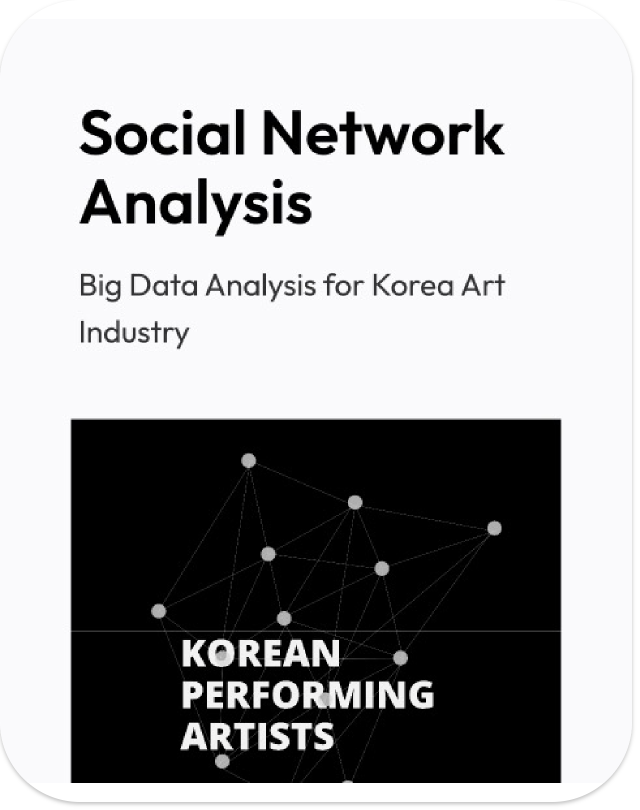 Social Network
Analysis
Big Data Analysis for Korea Art
Industry
KOREAN
PERFORMING
ARTISTS